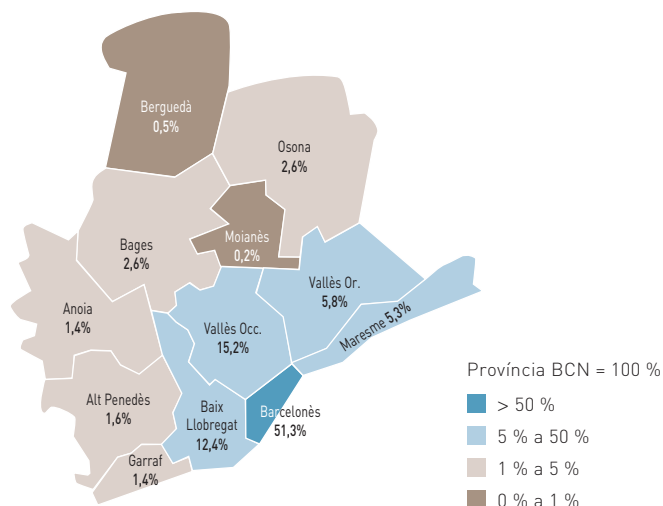 Berguedà
0,5%
Osona
2,6%
Moianès
0,2%
Bages
2,6%
Vallès Or.
5,8%
Maresme 5,3%
Anoia
1,4%
Vallès Occ.
15,2%
Alt Penedès
1,6%
Baix
Llobregat
12,4%
Barcelonès
51,3%
Garraf
1,4%
Província BCN = 100 %
> 50 %
5 % a 50 %
1 % a 5 %
0 % a 1 %